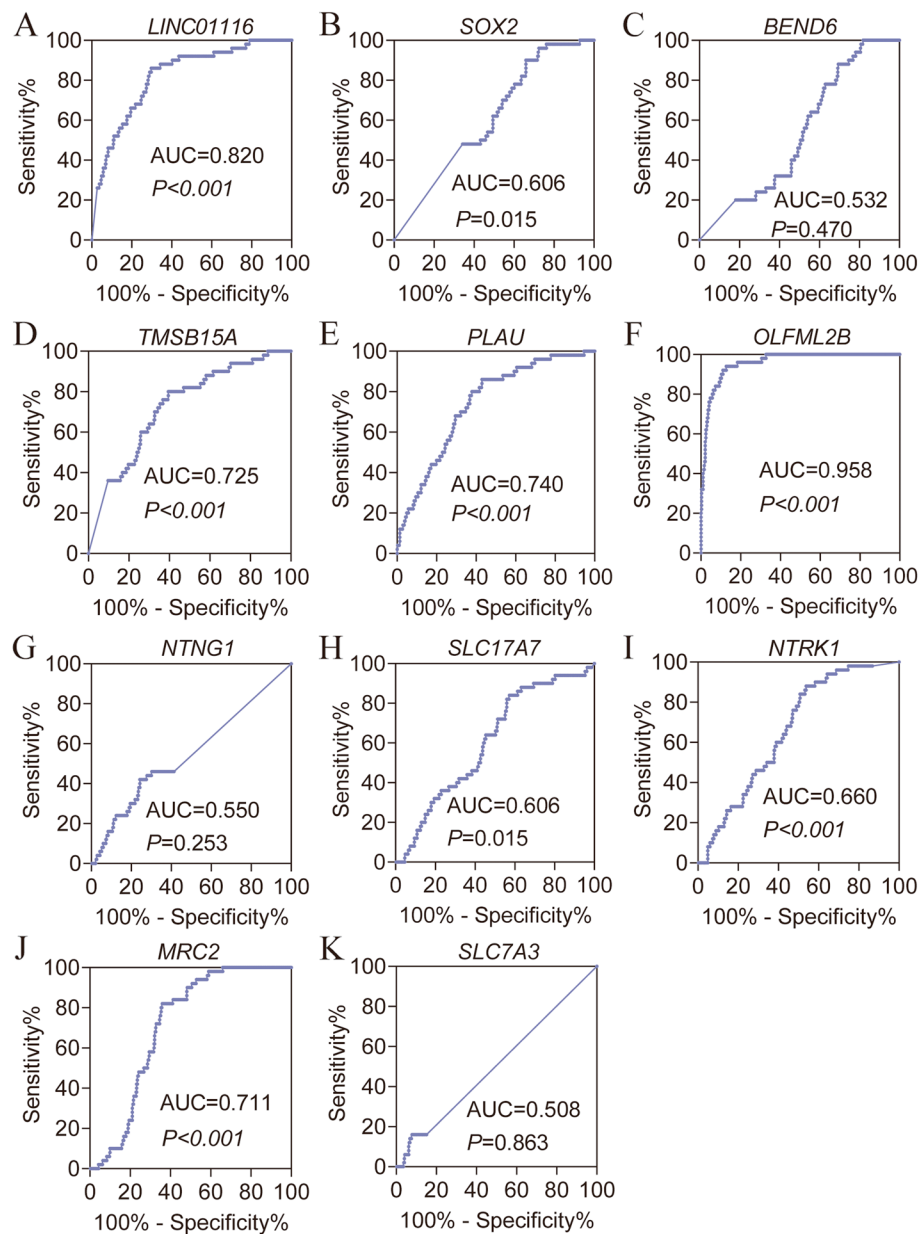 A
LINC01116
Sensitivity%
100
80
60
40
20
0
AUC=0.820
P<0.001
0 20 40 60 80 100
100% - Specificity%
B
SOX2
Sensitivity%
100
80
60
40
20
0
AUC=0.606
P=0.015
0 20 40 60 80 100
100% - Specificity%
C
BEND6
Sensitivity%
100
80
60
40
20
0
AUC=0.532
P=0.470
0 20 40 60 80 100
100% - Specificity%
D
TMSB15A
Sensitivity%
100
80
60
40
20
0
AUC=0.725
P<0.001
0 20 40 60 80 100
100% - Specificity%
E
PLAU
Sensitivity%
100
80
60
40
20
0
AUC=0.740
P<0.001
0 20 40 60 80 100
100% - Specificity%
F
OLFML2B
Sensitivity%
100
80
60
40
20
0
AUC=0.958
P<0.001
0 20 40 60 80 100
100% - Specificity%
G
NTNG1
Sensitivity%
100
80
60
40
20
0
AUC=0.550
P=0.253
0 20 40 60 80 100
100% - Specificity%
H
SLC17A7
Sensitivity%
100
80
60
40
20
0
AUC=0.606
P=0.015
0 20 40 60 80 100
100% - Specificity%
I
NTRK1
Sensitivity%
100
80
60
40
20
0
AUC=0.660
P<0.001
0 20 40 60 80 100
100% - Specificity%
J
MRC2
Sensitivity%
100
80
60
40
20
0
AUC=0.711
P<0.001
0 20 40 60 80 100
100% - Specificity%
K
SLC7A3
Sensitivity%
100
80
60
40
20
0
AUC=0.508
P=0.863
0 20 40 60 80 100
100% - Specificity%